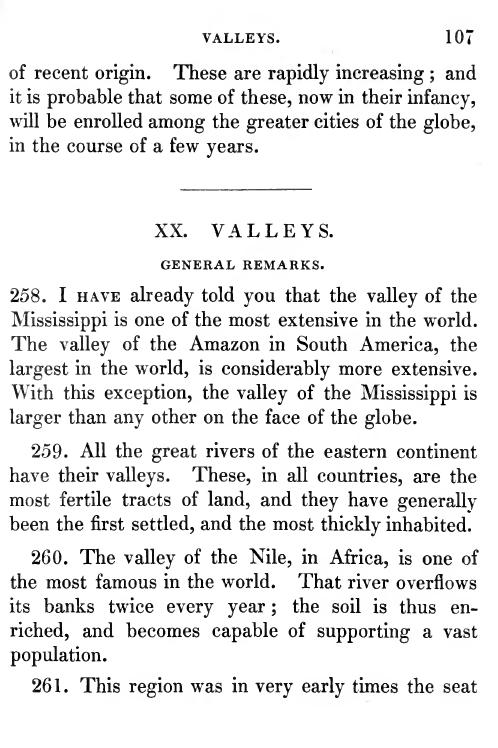 VALLEYS. 107
of recent origin. These are rapidly increasing; and
it is probable that some of these, now in their infancy,
will be enrolled among the greater cities of the globe,
in the course of a few years.
XX. VALLEYS.
GENERAL REMARKS.
258. I HAVE already told you that the valley of the
Mississippi is one of the most extensive in the world.
The valley of the Amazon in South America, the
largest in the world, is considerably more extensive.
With this exception, the valley of the Mississippi is
larger than any other on the face of the globe.
259. All the great rivers of the eastern continent
have their valleys. These, in all countries, are the
most fertile tracts of land, and they have generally
been the first settled, and the most thickly inhabited.
260. The valley of the Nile, in Africa, is one of
the most famous in the world. That river overflows
its banks twice every year; the soil is thus en-
riched, and becomes capable of supporting a vast
population.
261. This region was in very early times the seat